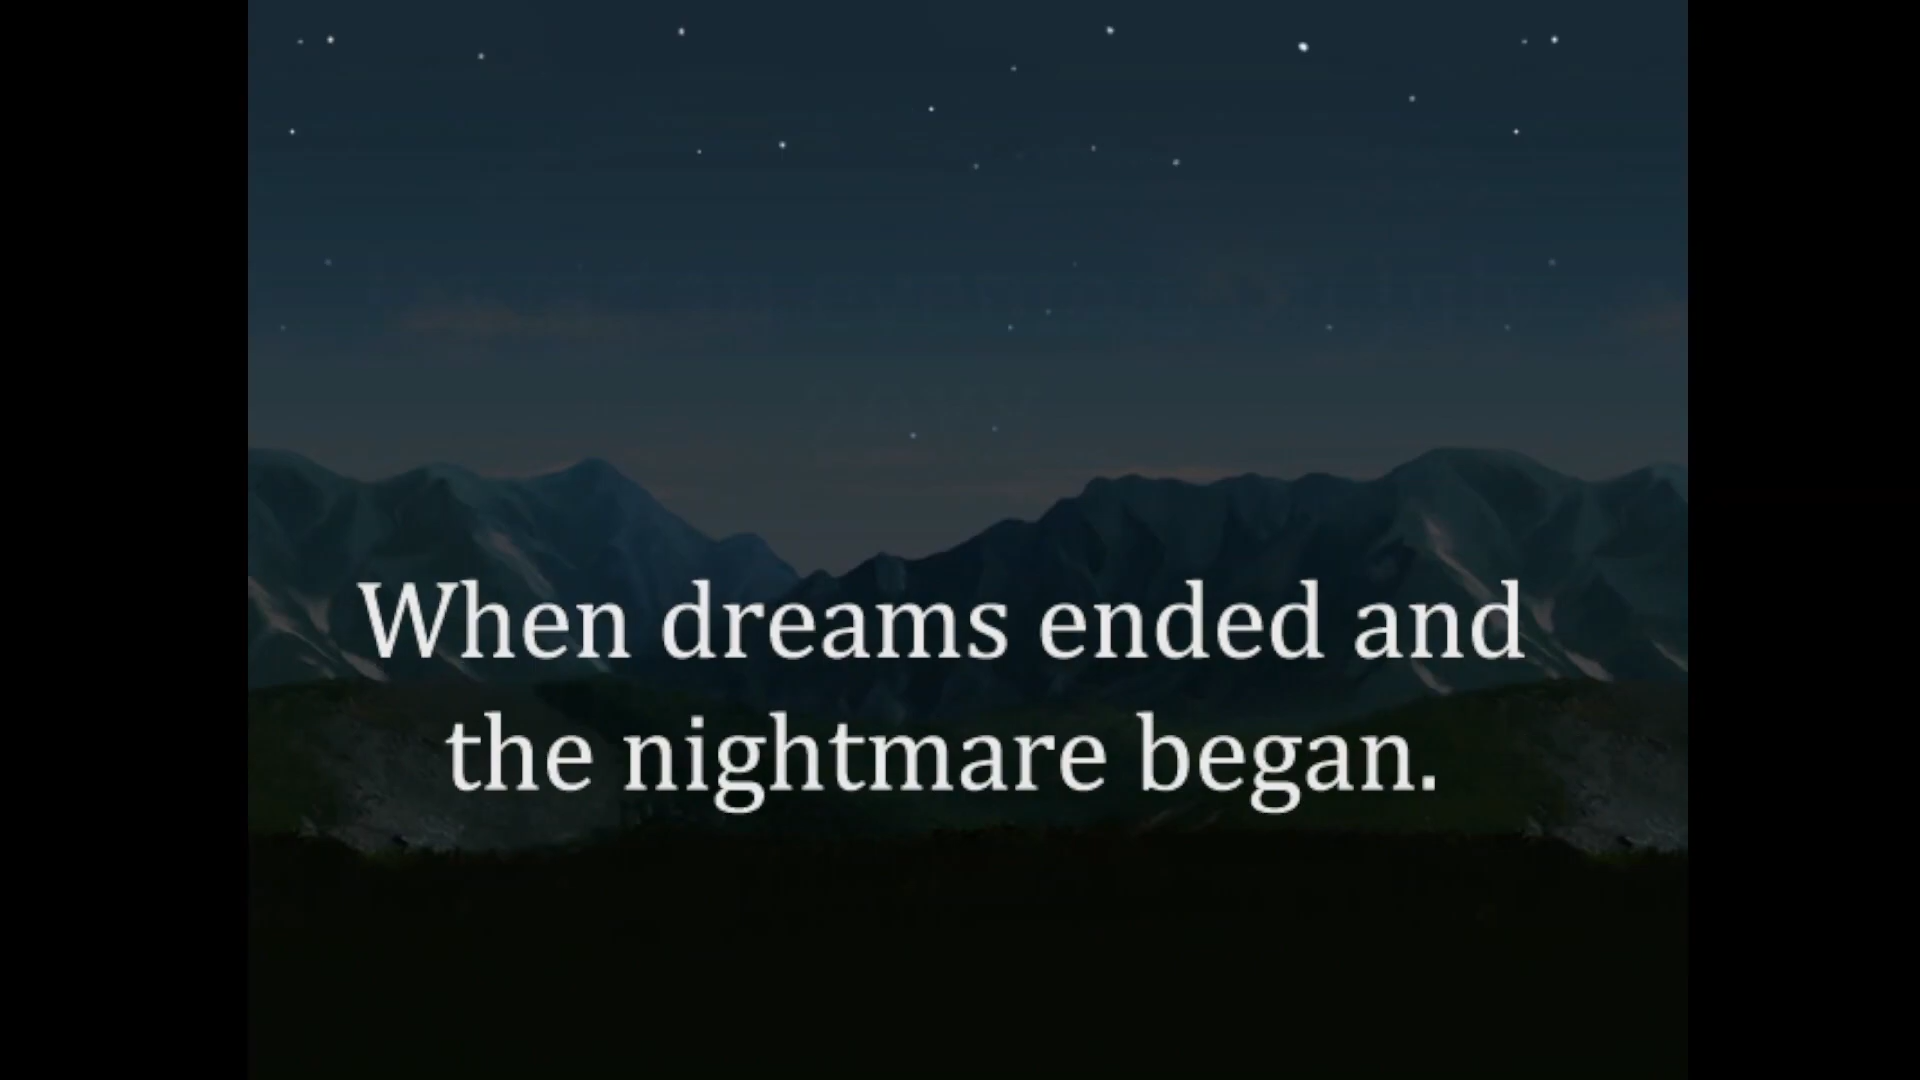 When dreams ended and
the nightmare began.